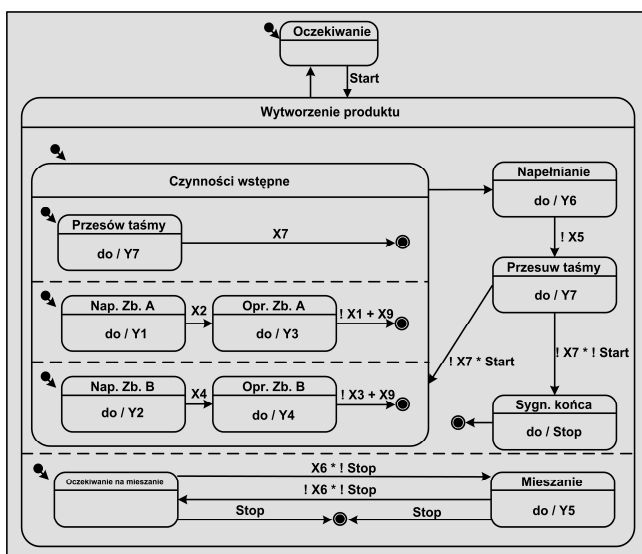 Oczekiwanie
Start
Wytworzenie produktu
Czynności wstępne
Napełnianie
do / Y6
Przesów taśmy
do / Y7
X7
! X5
Przesuw taśmy
do / Y7
Nap. Zb. A
do / Y1
X2
Opr. Zb. A
do / Y3
! X1 + X9
! X7 * Start
! X7 * ! Start
Nap. Zb. B
do / Y2
X4
Opr. Zb. B
do / Y4
! X3 + X9
Sygn. końca
do / Stop
Oczekiwanie na mieszanie
X6 * ! Stop
! X6 * ! Stop
Stop
Stop
Mieszanie
do / Y5